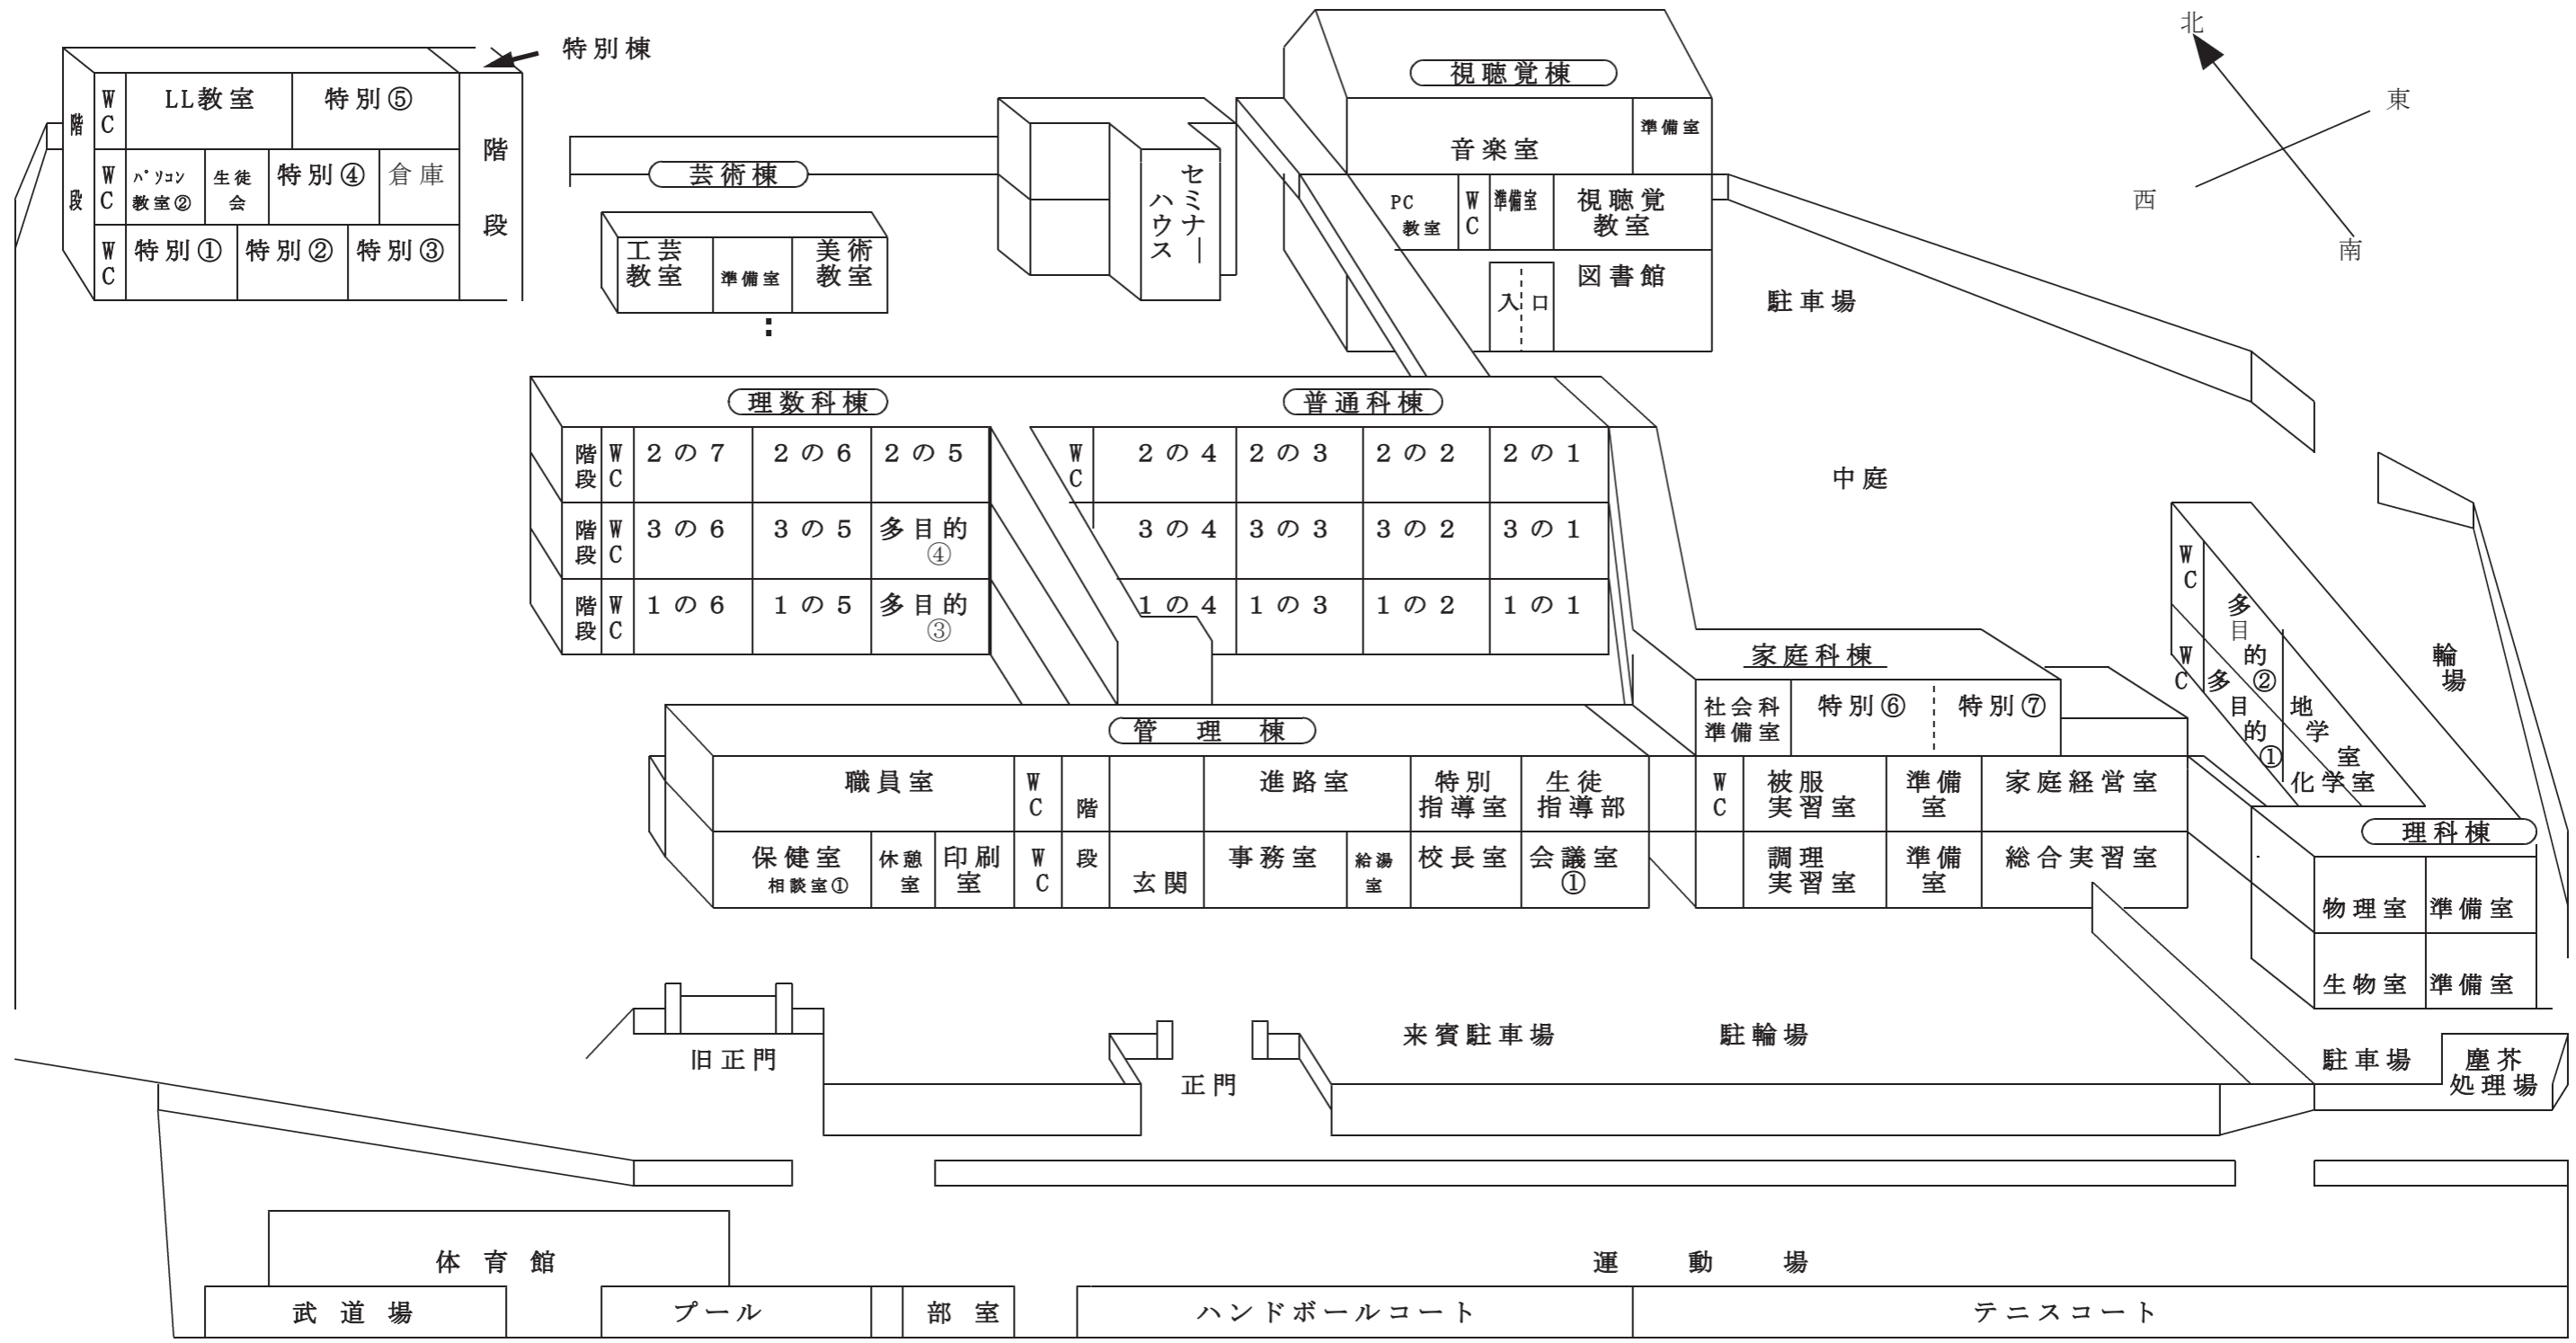 北
東
西
南
特別棟
階段
WC
LL教室
特別⑤
階段
WC
パソコン
教室②
生徒
会
特別④
倉庫
WC
特別①
特別②
特別③
芸術棟
工芸
教室
準備室
美術
教室
セミナー
ハウス
視聴覚棟
音楽室
準備室
PC
教室
WC
準備室
視聴覚
教室
図書館
入口
駐車場
理数科棟
普通科棟
階段
WC
2の7
2の6
2の5
WC
2の4
2の3
2の2
2の1
階段
WC
3の6
3の5
多目的
④
3の4
3の3
3の2
3の1
階段
WC
1の6
1の5
多目的
③
1の4
1の3
1の2
1の1
中庭
家庭科棟
社会科
準備室
特別⑥
特別⑦
WC
被服
実習室
準備
室
家庭経営室
調理
実習室
準備
室
総合実習室
管理棟
職員室
WC
階段
進路室
特別
指導室
生徒
指導部
保健室
相談室①
休憩
室
印刷
室
WC
玄関
事務室
給湯
室
校長室
会議室
①
WC
多目的②
地学室
WC
多目的①
化学室
輪場
理科棟
物理室
準備室
生物室
準備室
旧正門
正門
来賓駐車場
駐輪場
駐車場
塵芥
処理場
体育館
運動場
武道場
プール
部室
ハンドボールコート
テニスコート